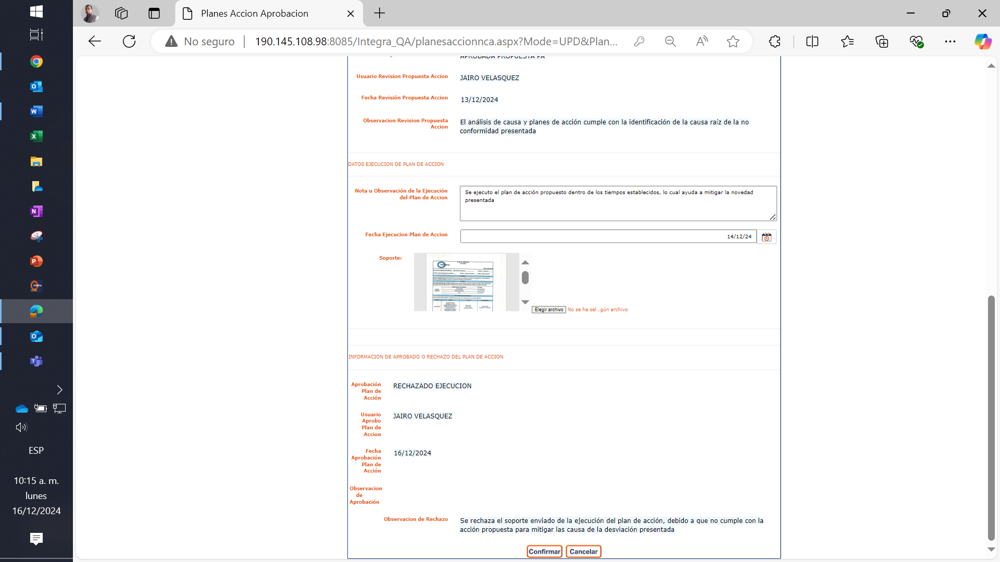 Planes Accion Aprobacion
No seguro
190.145.108.98:8085/Integra_QA/planesaccionnca.aspx?Mode=UPD&Plan...
APROBADA PROPUESTA PA
Usuario Revision Propuesta Accion
JAIRO VELASQUEZ
Fecha Revisión Propuesta Accion
13/12/2024
Observacion Revision Propuesta
Accion
El análisis de causa y planes de acción cumple con la identificación de la causa raíz de la no
conformidad presentada
DATOS EJECUCION DE PLAN DE ACCION
Nota u Observación de la Ejecución
del Plan de Accion
Se ejecuto el plan de acción propuesto dentro de los tiempos establecidos, lo cual ayuda a mitigar la novedad
presentada
Fecha Ejecucion Plan de Accion
14/12/24
Soporte:
Elegir archivo No se ha sel...gún archivo
INFORMACION DE APROBADO O RECHAZO DEL PLAN DE ACCION
Aprobación
Plan de
Acción
RECHAZADO EJECUCION
Usuario
Aprobo
Plan de
Accion
JAIRO VELASQUEZ
Fecha
Aprobación
Plan de
Acción
16/12/2024
Observacion
de
Aprobación
Observacion de Rechazo
Se rechaza el soporte enviado de la ejecución del plan de acción, debido a que no cumple con la
acción propuesta para mitigar las causa de la desviación presentada
Confirmar Cancelar
ESP
10:15 a. m.
lunes
16/12/2024